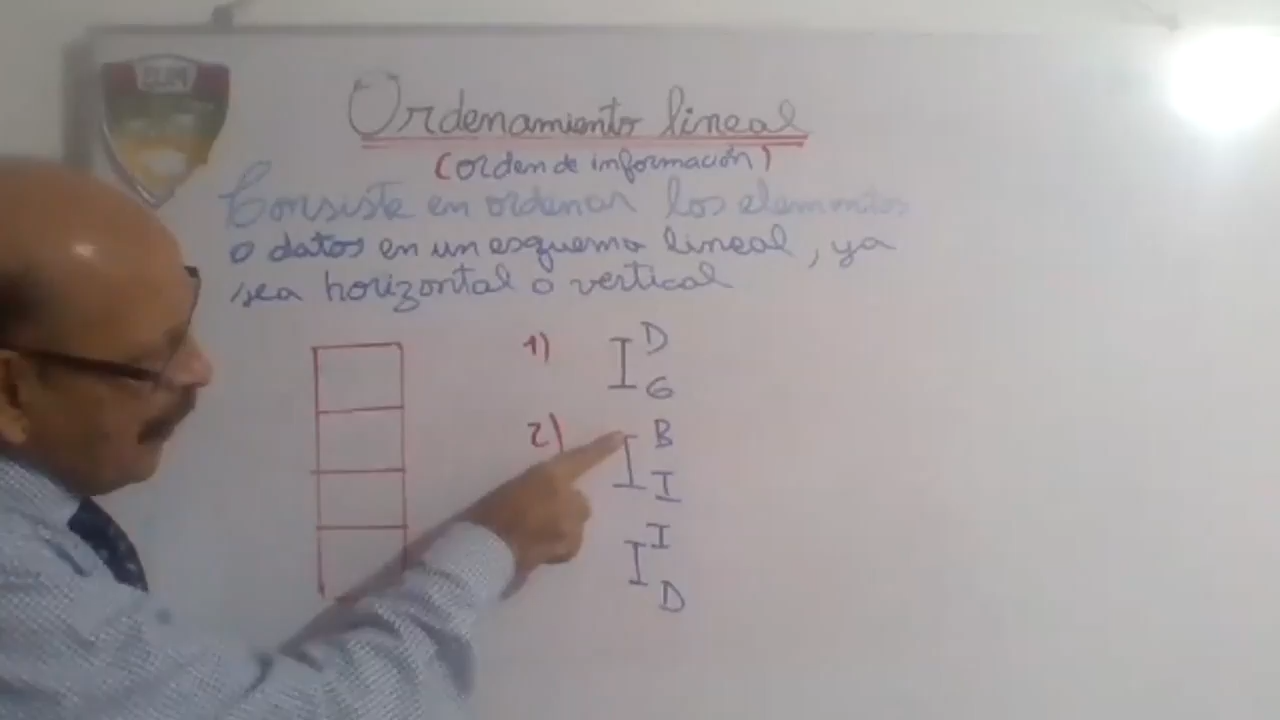 Ordenamiento lineal
(Orden de información)
Consiste en ordenar los elementos
o datos en un esquema lineal, ya
sea horizontal o vertical
1) I D
G
2) I B
I
I I
D